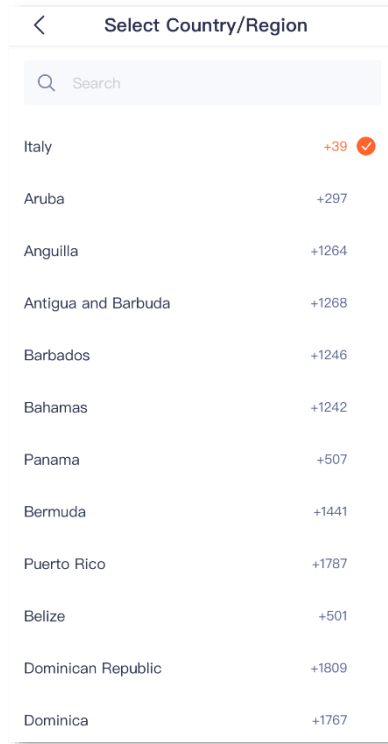 Select Country/Region
Search
Italy +39
Aruba +297
Anguilla +1264
Antigua and Barbuda +1268
Barbados +1246
Bahamas +1242
Panama +507
Bermuda +1441
Puerto Rico +1787
Belize +501
Dominican Republic +1809
Dominica +1767